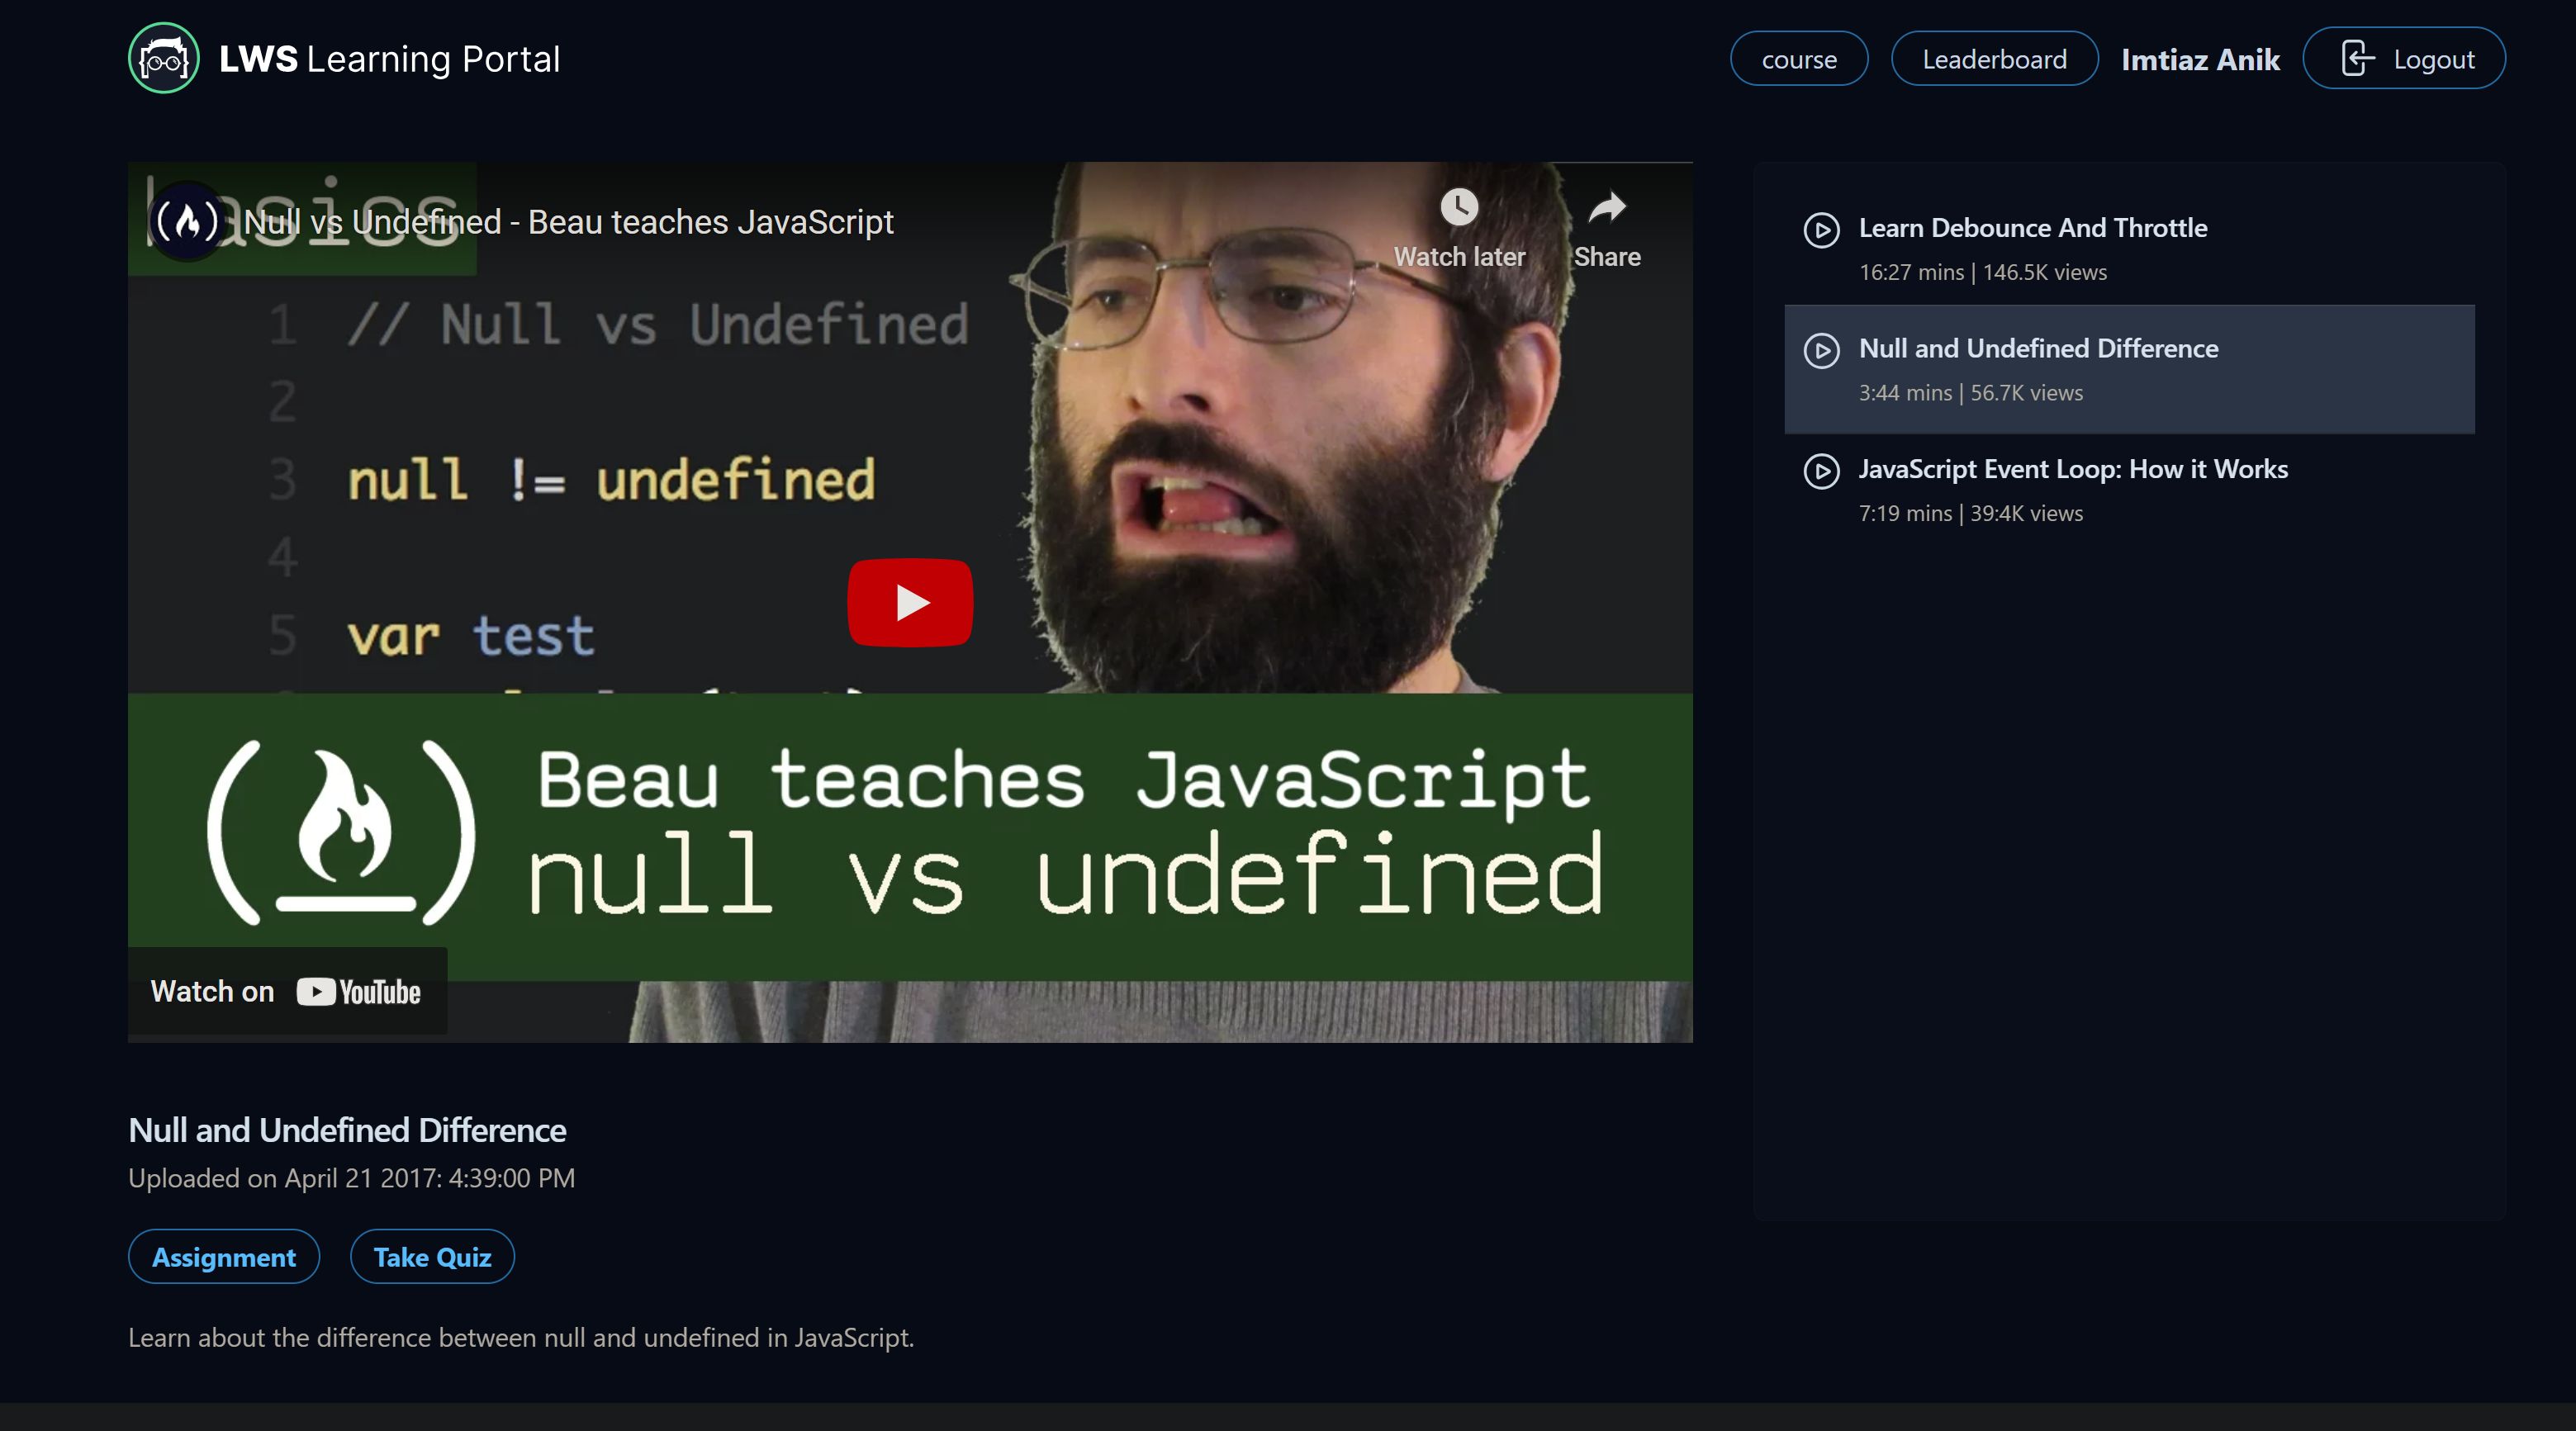 LWS Learning Portal
course
Leaderboard
Imtiaz Anik
Logout
basics
Null vs Undefined - Beau teaches JavaScript
Watch later
Share
1 // Null vs Undefined
2
3 null != undefined
4
5 var test
Beau teaches JavaScript
null vs undefined
Watch on YouTube
Learn Debounce And Throttle
16:27 mins | 146.5K views
Null and Undefined Difference
3:44 mins | 56.7K views
JavaScript Event Loop: How it Works
7:19 mins | 39:4K views
Null and Undefined Difference
Uploaded on April 21 2017: 4:39:00 PM
Assignment
Take Quiz
Learn about the difference between null and undefined in JavaScript.